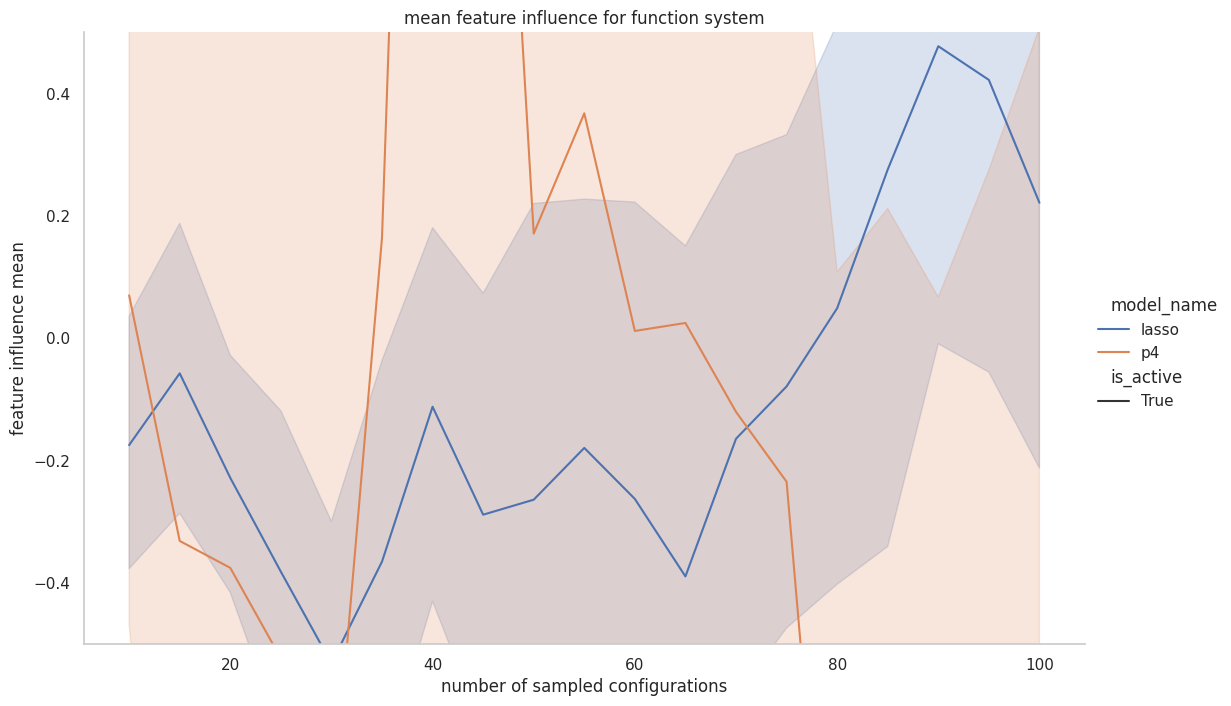 mean feature influence for function system
feature influence mean
0.4
0.2
0.0
−0.2
−0.4
20
40
60
80
100
number of sampled configurations
model_name
lasso
p4
is_active
True